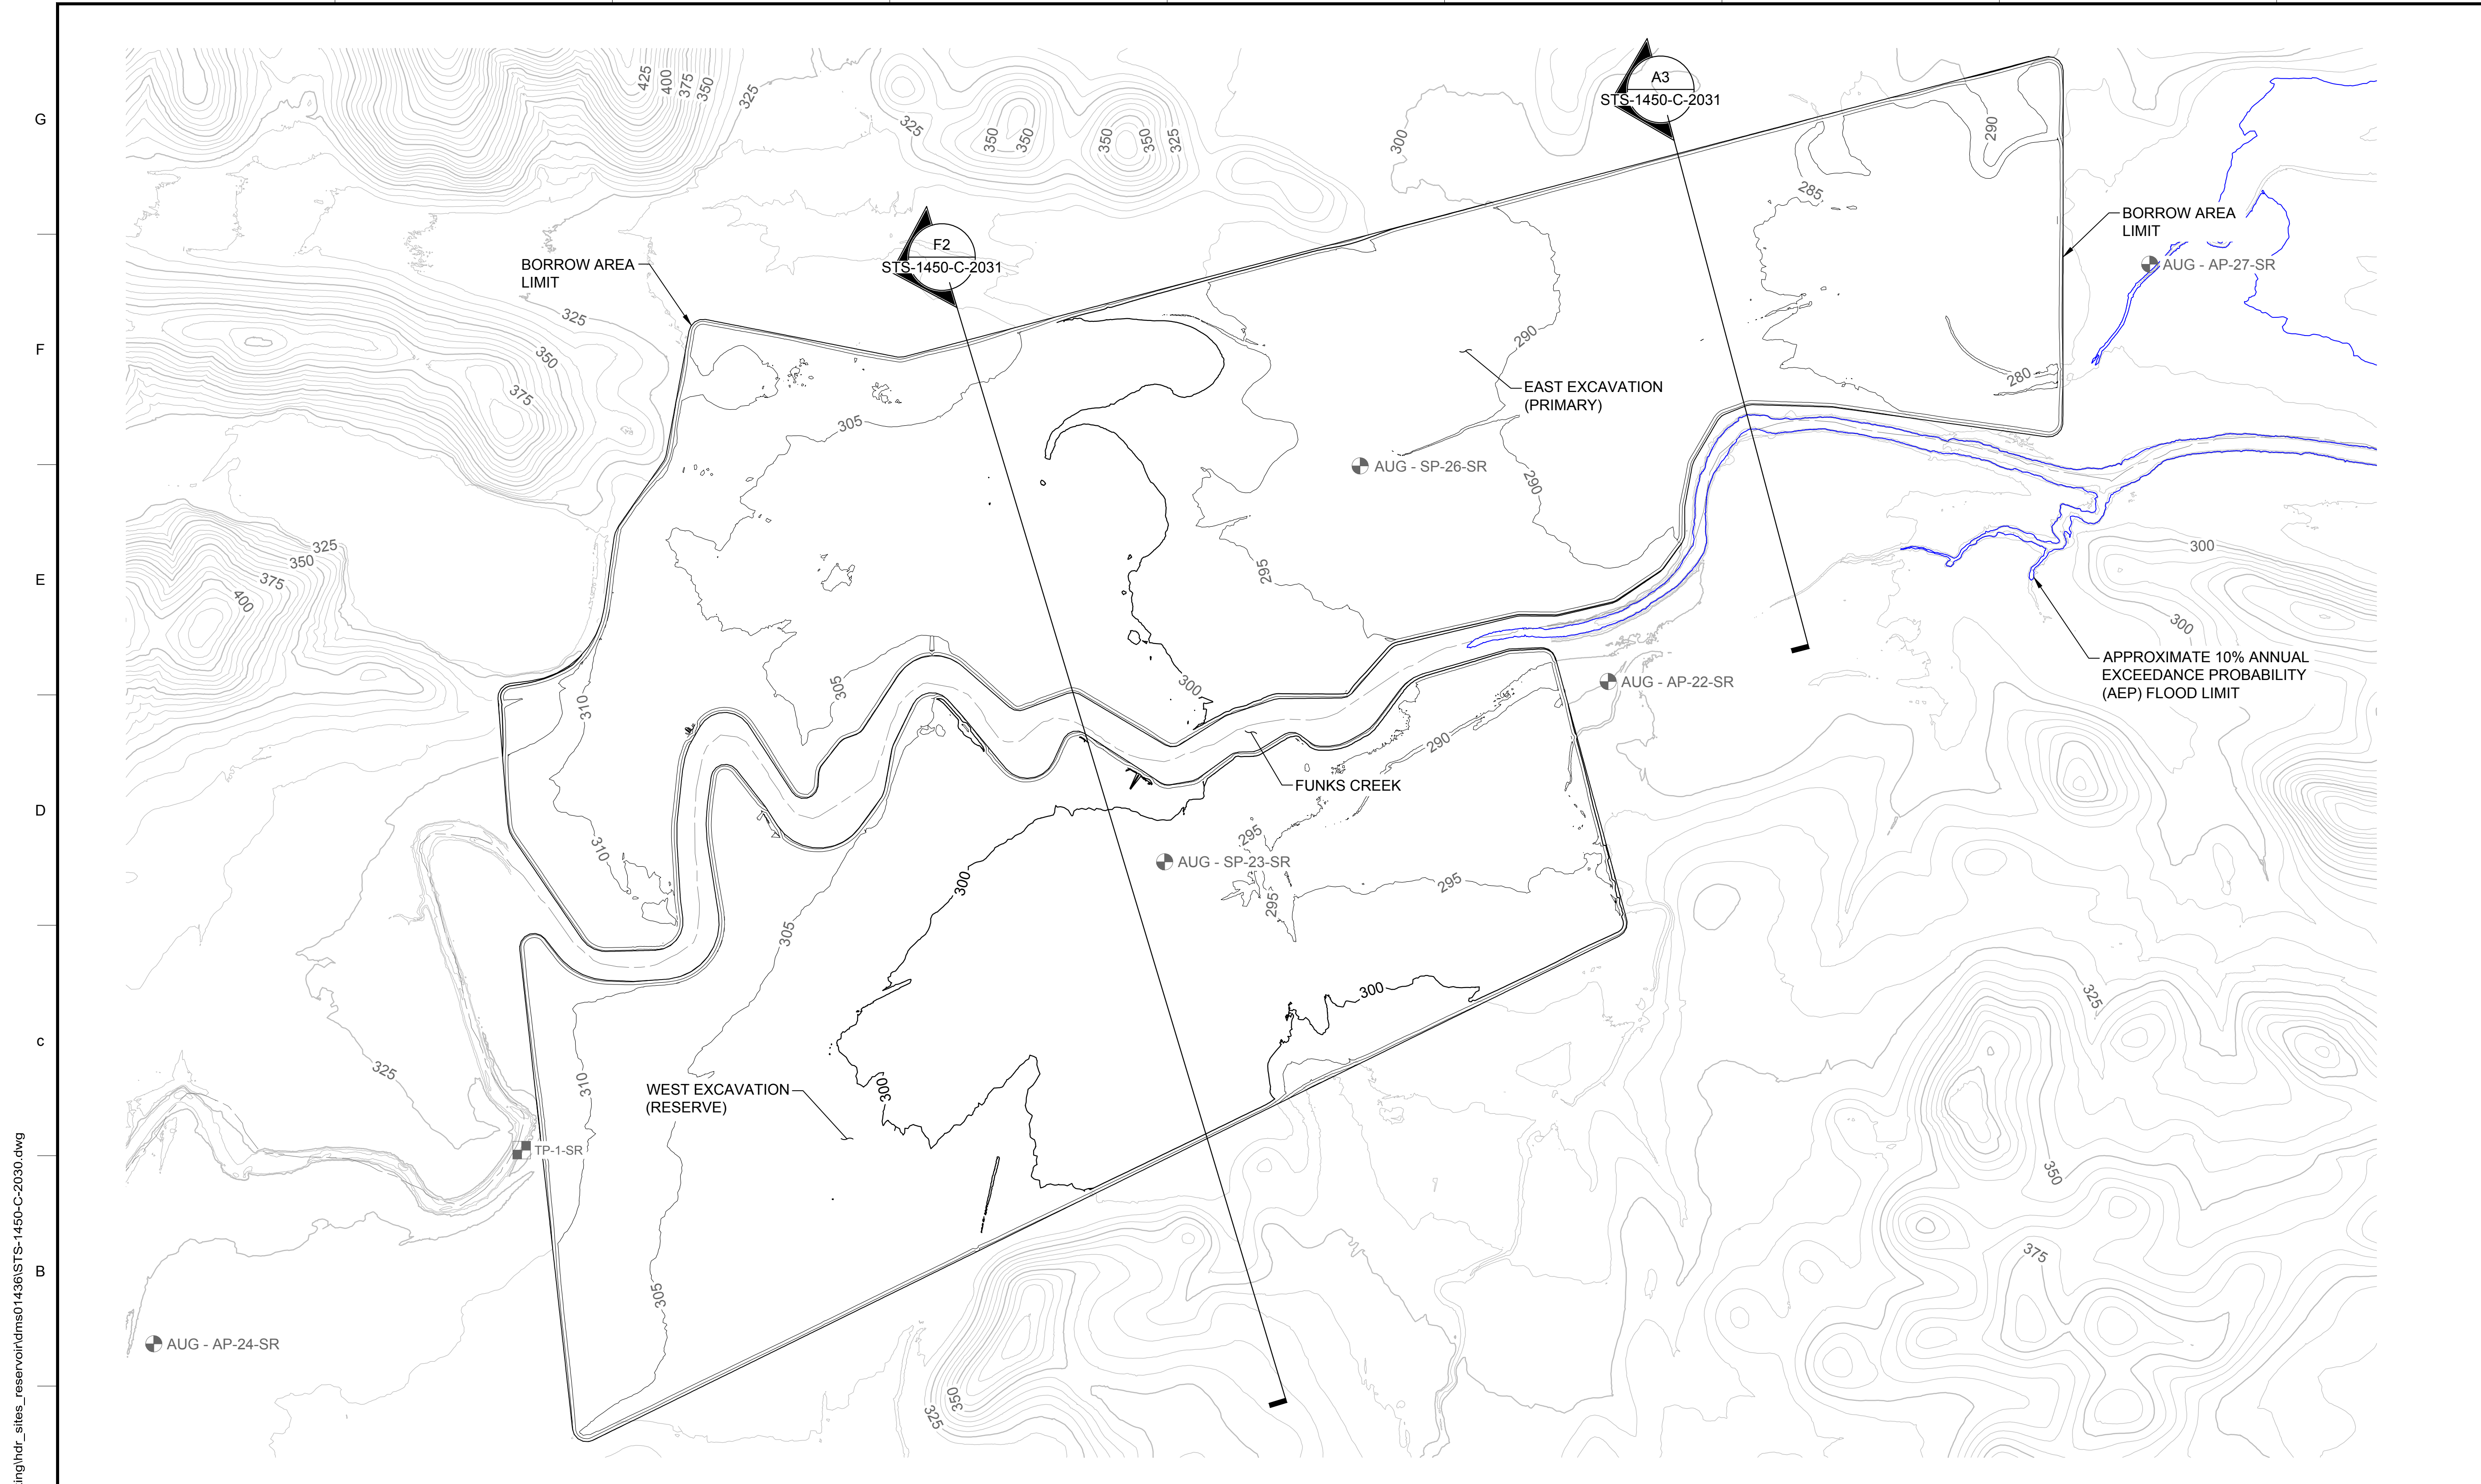 G
F
E
D
c
B
425
400
375
350
325
325
350
350
350
350
325
300
A3
STS-1450-C-2031
290
285
BORROW AREA
LIMIT
F2
STS-1450-C-2031
BORROW AREA
LIMIT
AUG - AP-27-SR
325
350
375
290
280
EAST EXCAVATION
(PRIMARY)
305
AUG - SP-26-SR
290
325
350
375
400
295
300
300
APPROXIMATE 10% ANNUAL
EXCEEDANCE PROBABILITY
(AEP) FLOOD LIMIT
305
300
AUG - AP-22-SR
310
290
FUNKS CREEK
295
310
AUG - SP-23-SR
300
295
295
305
300
325
325
310
300
WEST EXCAVATION
(RESERVE)
TP-1-SR
350
375
305
AUG - AP-24-SR
350
325
ing\hdr_sites_reservoir\dms01436\STS-1450-C-2030.dwg